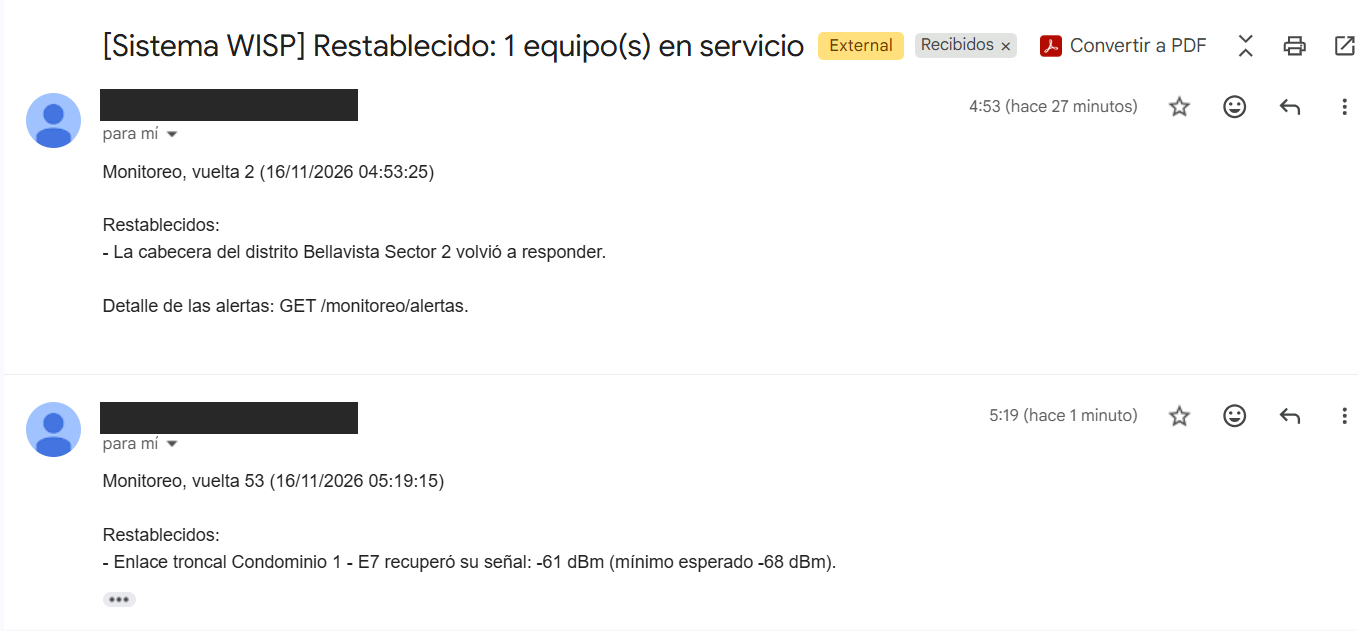 [Sistema WISP] Restablecido: 1 equipo(s) en servicio External Recibidos × Convertir a PDF
4:53 (hace 27 minutos)
para mí
Monitoreo, vuelta 2 (16/11/2026 04:53:25)
Restablecidos:
- La cabecera del distrito Bellavista Sector 2 volvió a responder.
Detalle de las alertas: GET /monitoreo/alertas.
5:19 (hace 1 minuto)
para mí
Monitoreo, vuelta 53 (16/11/2026 05:19:15)
Restablecidos:
- Enlace troncal Condominio 1 - E7 recuperó su señal: -61 dBm (mínimo esperado -68 dBm).